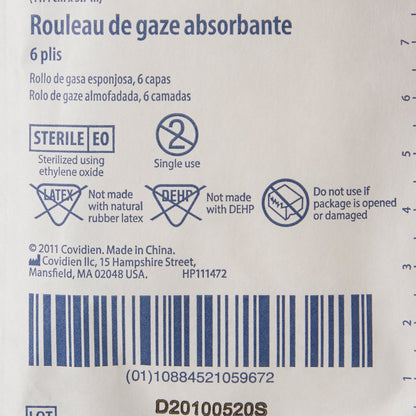 Rouleau de gaze absorbante
6 plis
Rollo de gasa esponjosa, 6 capas
Rolo de gaze almofadada, 6 camadas
STERILE EO
2
Sterilized using
ethylene oxide
Single use
LATEX
Not made
with natural
rubber latex
DEHP
Not made
with DEHP
Do not use if
package is opened
or damaged
© 2011 Covidien. Made in China.
Covidien llc, 15 Hampshire Street,
Mansfield, MA 02048 USA.
HP111472
(01)10884521059672
LOT
D20100520S